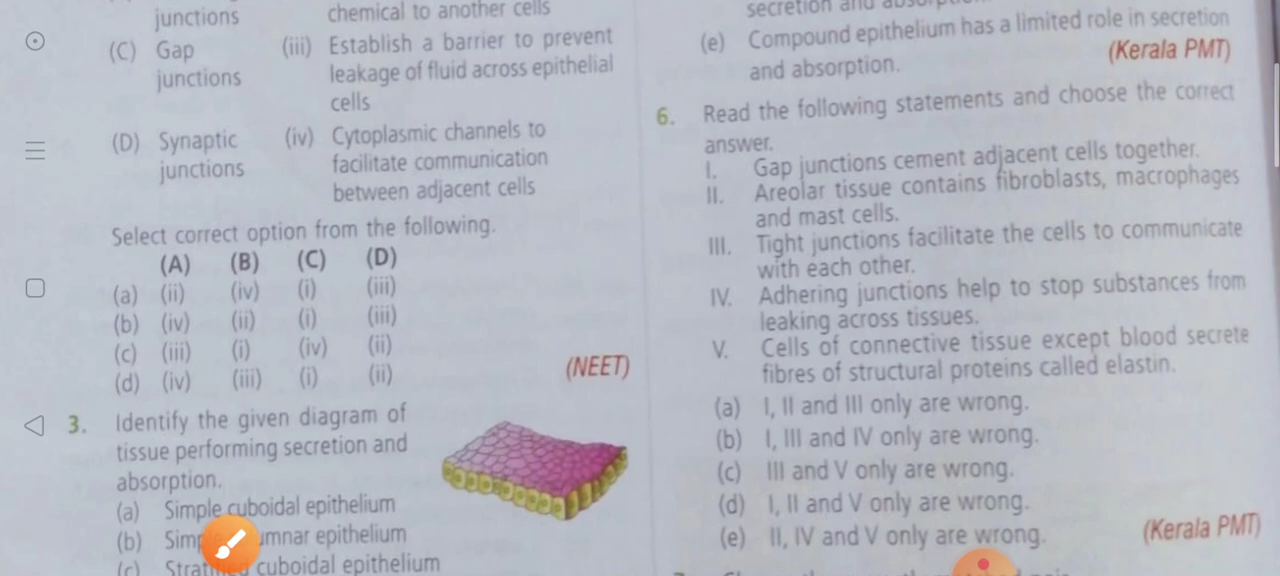 junctions
chemical to another cells
(C) Gap
junctions
(iii) Establish a barrier to prevent
leakage of fluid across epithelial
cells
(D) Synaptic
junctions
(iv) Cytoplasmic channels to
facilitate communication
between adjacent cells
Select correct option from the following.
(A) (B) (C) (D)
(a) (ii) (iv) (i) (iii)
(b) (iv) (ii) (i) (iii)
(c) (iii) (i) (iv) (ii)
(d) (iv) (iii) (i) (ii)
(NEET)
3. Identify the given diagram of
tissue performing secretion and
absorption.
(a) Simple cuboidal epithelium
(b) epithelium
(c) cuboidal epithelium
secretion and
(e) Compound epithelium has a limited role in secretion
and absorption.
(Kerala PMT)
6. Read the following statements and choose the correct
answer.
I. Gap junctions cement adjacent cells together.
II. Areolar tissue contains fibroblasts, macrophages
and mast cells.
III. Tight junctions facilitate the cells to communicate
with each other.
IV. Adhering junctions help to stop substances from
leaking across tissues.
V. Cells of connective tissue except blood secrete
fibres of structural proteins called elastin.
(a) I, II and III only are wrong.
(b) I, III and IV only are wrong.
(c) III and V only are wrong.
(d) I, II and V only are wrong.
(e) II, IV and V only are wrong.
(Kerala PMT)